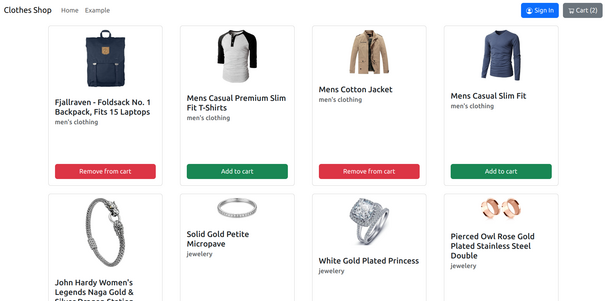 Clothes Shop Home Example Sign In Cart (2)
Fjallraven - Foldsack No. 1
Backpack, Fits 15 Laptops
men's clothing
Remove from cart
Mens Casual Premium Slim
Fit T-Shirts
men's clothing
Add to cart
Mens Cotton Jacket
men's clothing
Remove from cart
Mens Casual Slim Fit
men's clothing
Add to cart
John Hardy Women's
Legends Naga Gold &
Silver Dragon Station
Solid Gold Petite
Micropave
jewelery
White Gold Plated Princess
jewelery
Pierced Owl Rose Gold
Plated Stainless Steel
Double
jewelery